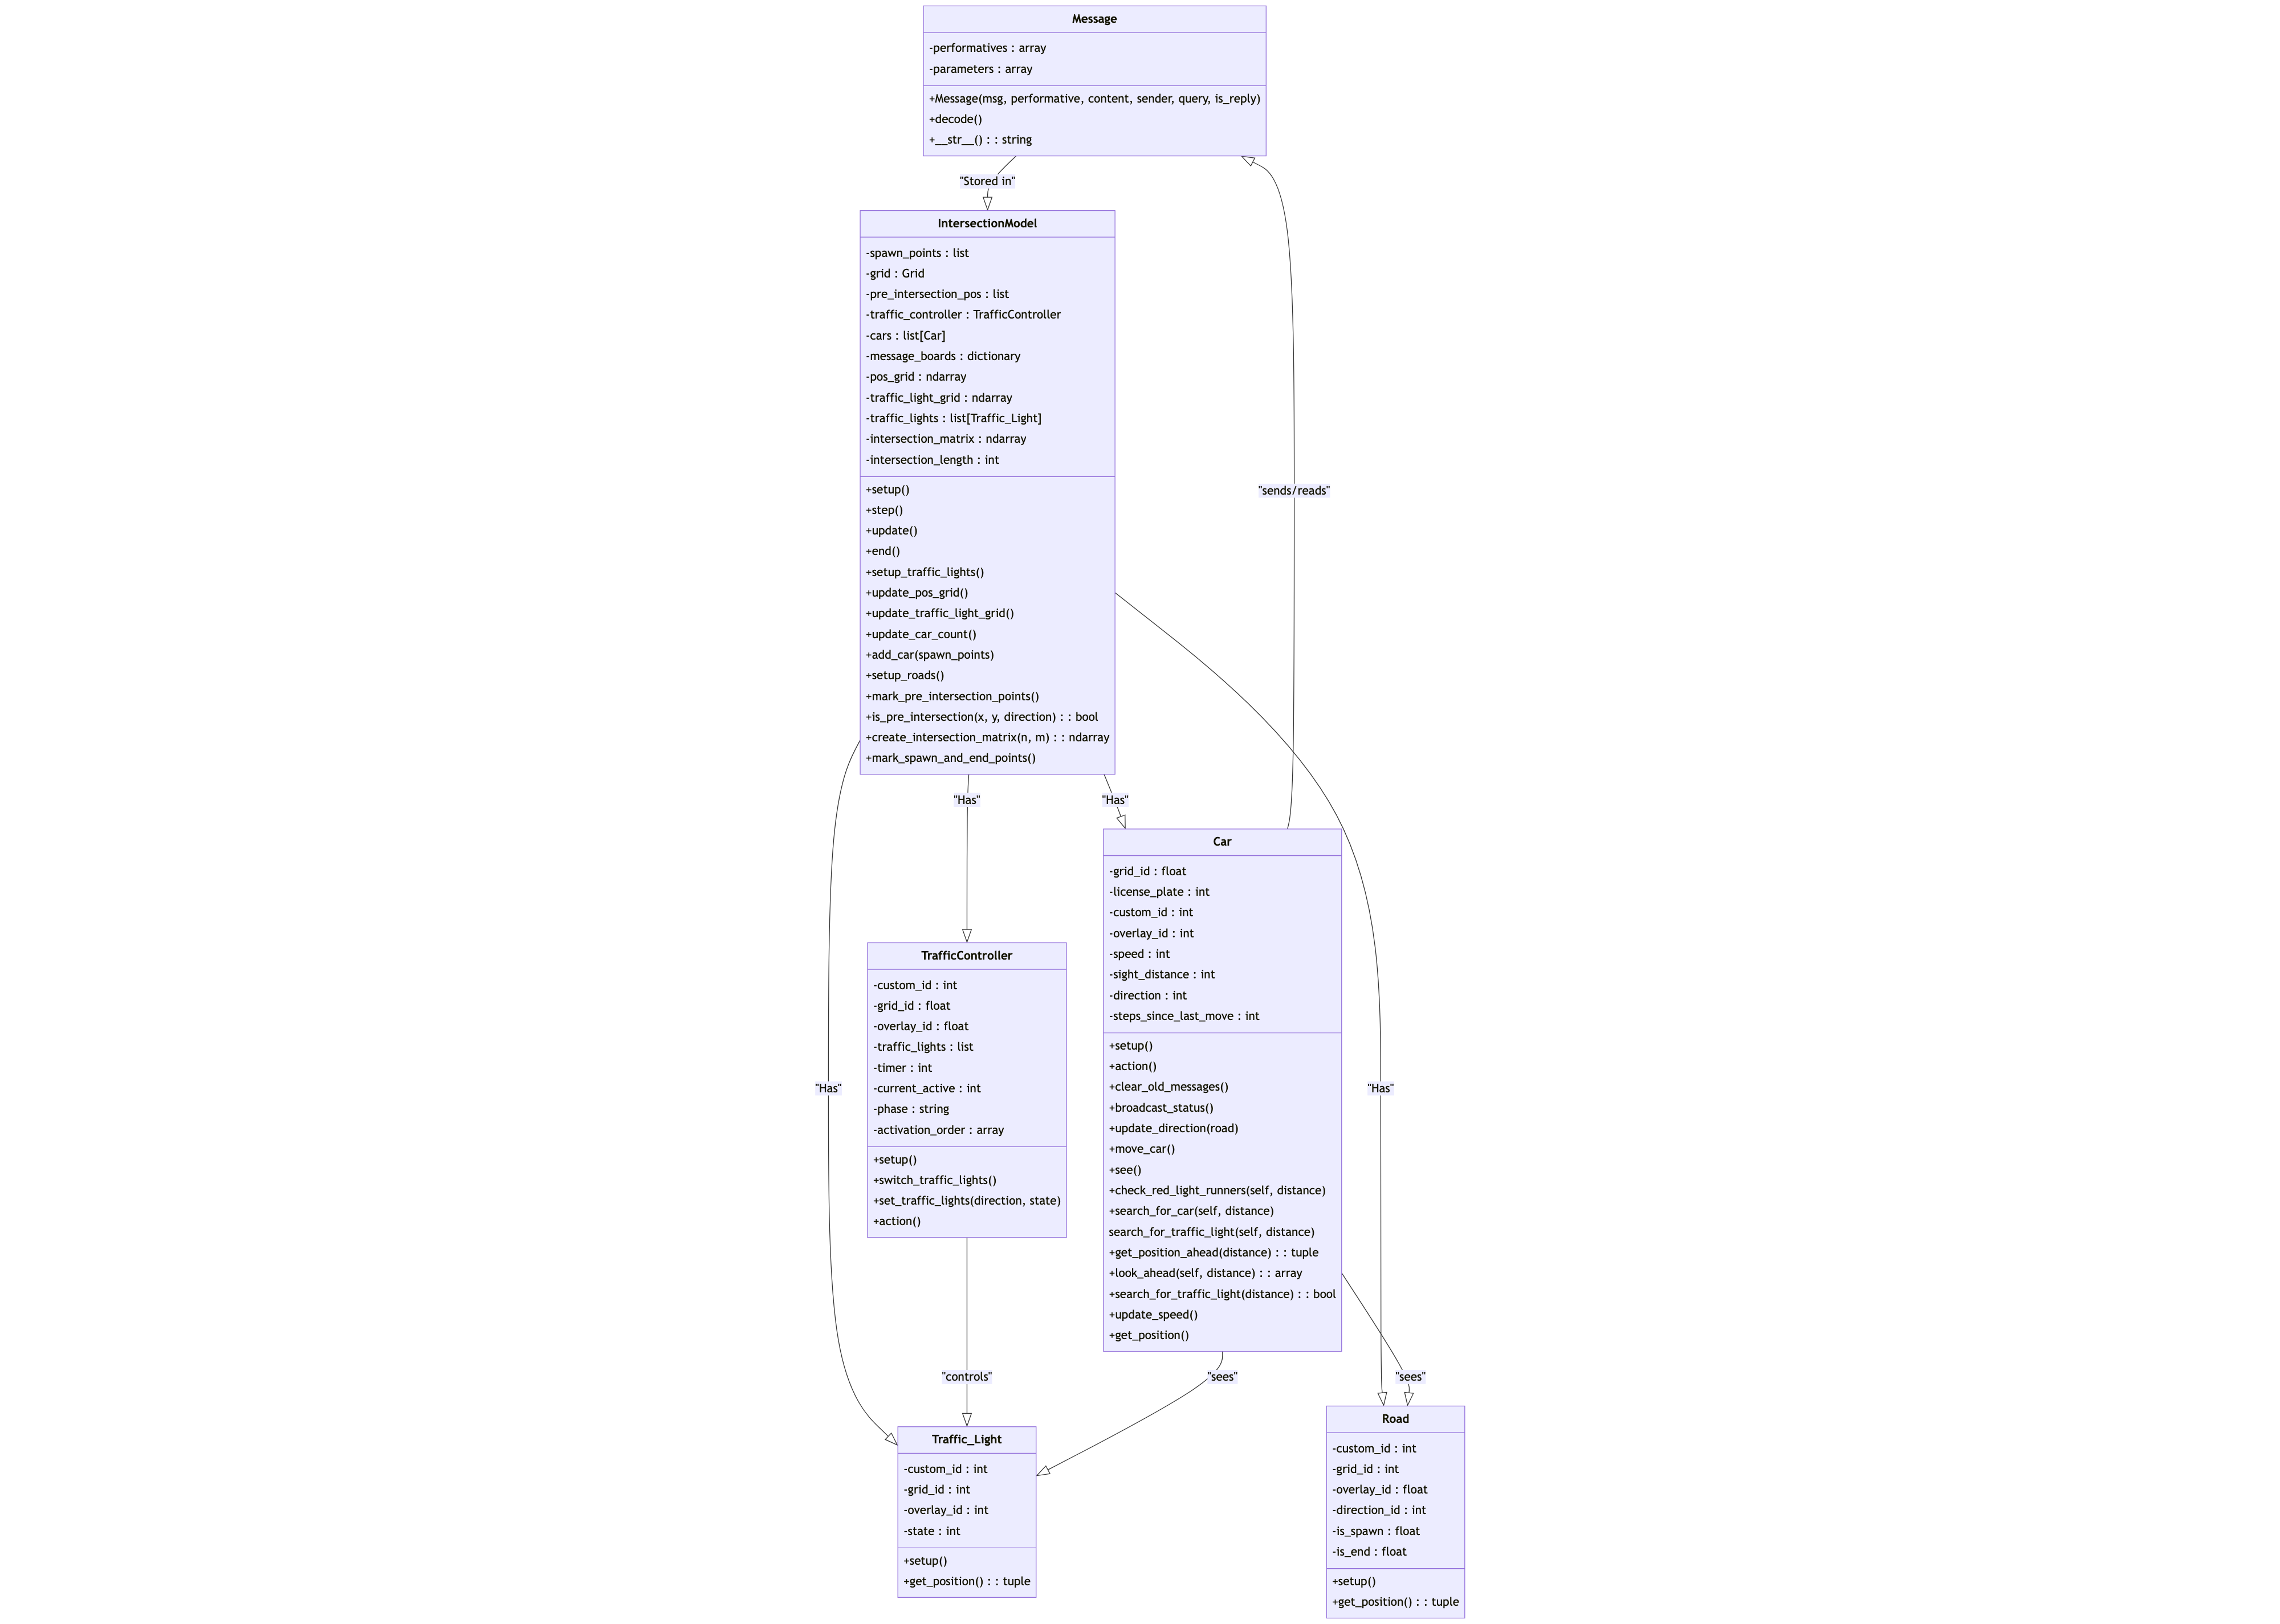 Message
-performatives : array
-parameters : array
+Message(msg, performative, content, sender, query, is_reply)
+decode()
+__str__() : : string
"Stored in"
IntersectionModel
-spawn_points : list
-grid : Grid
-pre_intersection_pos : list
-traffic_controller : TrafficController
-cars : list[Car]
-message_boards : dictionary
-pos_grid : ndarray
-traffic_light_grid : ndarray
-traffic_lights : list[Traffic_Light]
-intersection_matrix : ndarray
-intersection_length : int
+setup()
+step()
+update()
+end()
+setup_traffic_lights()
+update_pos_grid()
+update_traffic_light_grid()
+update_car_count()
+add_car(spawn_points)
+setup_roads()
+mark_pre_intersection_points()
+is_pre_intersection(x, y, direction) : : bool
+create_intersection_matrix(n, m) : : ndarray
+mark_spawn_and_end_points()
"sends/reads"
"Has"
"Has"
Car
-grid_id : float
-license_plate : int
-custom_id : int
-overlay_id : int
-speed : int
-sight_distance : int
-direction : int
-steps_since_last_move : int
+setup()
+action()
+clear_old_messages()
+broadcast_status()
+update_direction(road)
+move_car()
+see()
+check_red_light_runners(self, distance)
+search_for_car(self, distance)
search_for_traffic_light(self, distance)
+get_position_ahead(distance) : : tuple
+look_ahead(self, distance) : : array
+search_for_traffic_light(distance) : : bool
+update_speed()
+get_position()
TrafficController
-custom_id : int
-grid_id : float
-overlay_id : float
-traffic_lights : list
-timer : int
-current_active : int
-phase : string
-activation_order : array
+setup()
+switch_traffic_lights()
+set_traffic_lights(direction, state)
+action()
"Has"
"Has"
"controls"
"sees"
"sees"
Traffic_Light
-custom_id : int
-grid_id : int
-overlay_id : int
-state : int
+setup()
+get_position() : : tuple
Road
-custom_id : int
-grid_id : int
-overlay_id : float
-direction_id : int
-is_spawn : float
-is_end : float
+setup()
+get_position() : : tuple